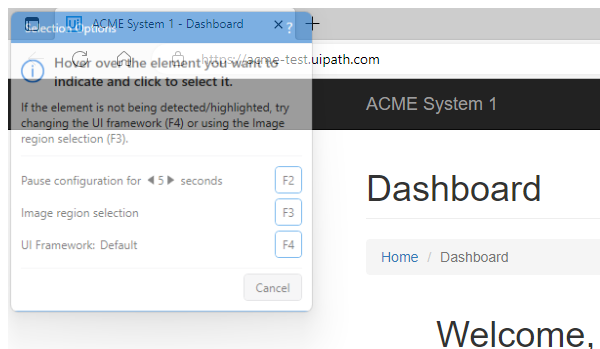 ACME System 1 - Dashboard
Selection Options
?
https://acme-test.uipath.com
Hover over the element you want to
indicate and click to select it.
If the element is not being detected/highlighted, try
changing the UI framework (F4) or using the Image
region selection (F3).
ACME System 1
Pause configuration for 5 seconds
F2
Image region selection
F3
UI Framework: Default
F4
Cancel
Dashboard
Home / Dashboard
Welcome,